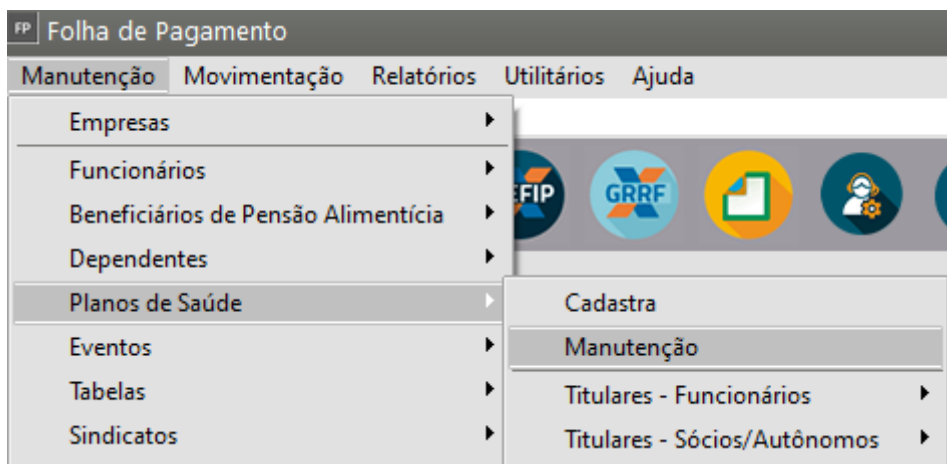 FP Folha de Pagamento
Manutenção Movimentação Relatórios Utilitários Ajuda
Empresas
Funcionários
Beneficiários de Pensão Alimentícia
Dependentes
Planos de Saúde
Eventos
Tabelas
Sindicatos
EFIP
GRRF
Cadastra
Manutenção
Titulares - Funcionários
Titulares - Sócios/Autônomos